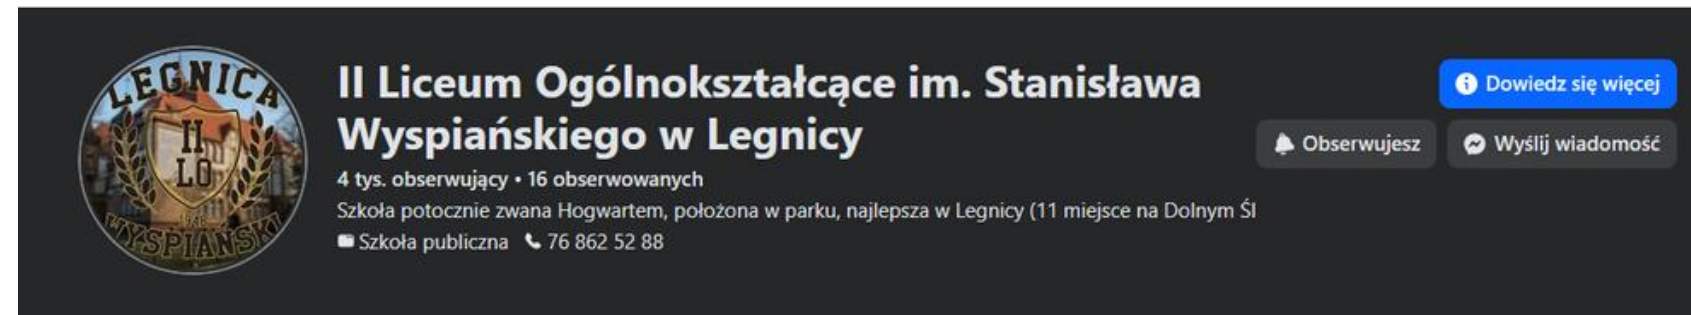 LEGNICA
II
LO
WYSPIAŃSKI
II Liceum Ogólnokształcące im. Stanisława
Wyspiańskiego w Legnicy
4 tys. obserwujący • 16 obserwowanych
Szkoła potocznie zwana Hogwartem, położona w parku, najlepsza w Legnicy (11 miejsce na Dolnym Śl
Szkoła publiczna 76 862 52 88
Dowiedz się więcej
Obserwujesz Wyślij wiadomość